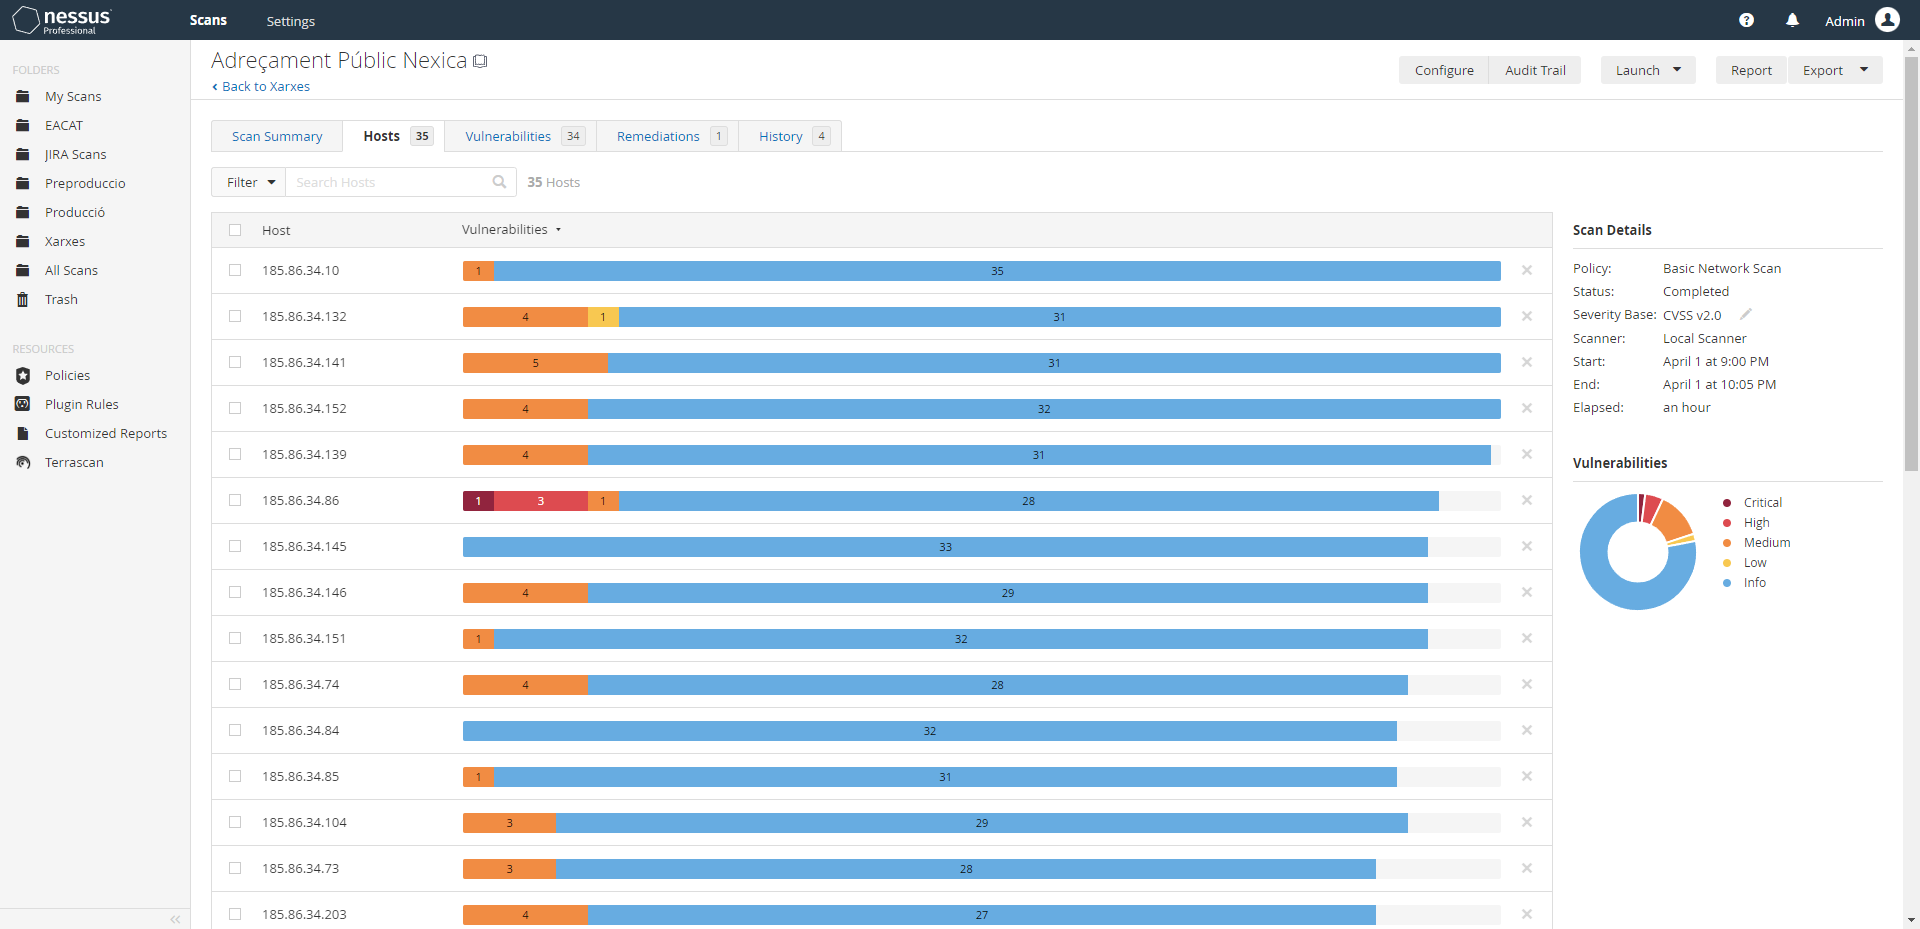 nessus
Professional
Scans
Settings
Admin
FOLDERS
My Scans
EACAT
JIRA Scans
Preproduccio
Producció
Xarxes
All Scans
Trash
RESOURCES
Policies
Plugin Rules
Customized Reports
Terrascan
Adreçament Públic Nexica
Back to Xarxes
Configure
Audit Trail
Launch
Report
Export
Scan Summary
Hosts 35
Vulnerabilities 34
Remediations 1
History 4
Filter
Search Hosts
35 Hosts
Host Vulnerabilities
185.86.34.10 1 35
185.86.34.132 4 1 31
185.86.34.141 5 31
185.86.34.152 4 32
185.86.34.139 4 31
185.86.34.86 1 3 1 28
185.86.34.145 33
185.86.34.146 4 29
185.86.34.151 1 32
185.86.34.74 4 28
185.86.34.84 32
185.86.34.85 1 31
185.86.34.104 3 29
185.86.34.73 3 28
185.86.34.203 4 27
Scan Details
Policy: Basic Network Scan
Status: Completed
Severity Base: CVSS v2.0
Scanner: Local Scanner
Start: April 1 at 9:00 PM
End: April 1 at 10:05 PM
Elapsed: an hour
Vulnerabilities
Critical
High
Medium
Low
Info